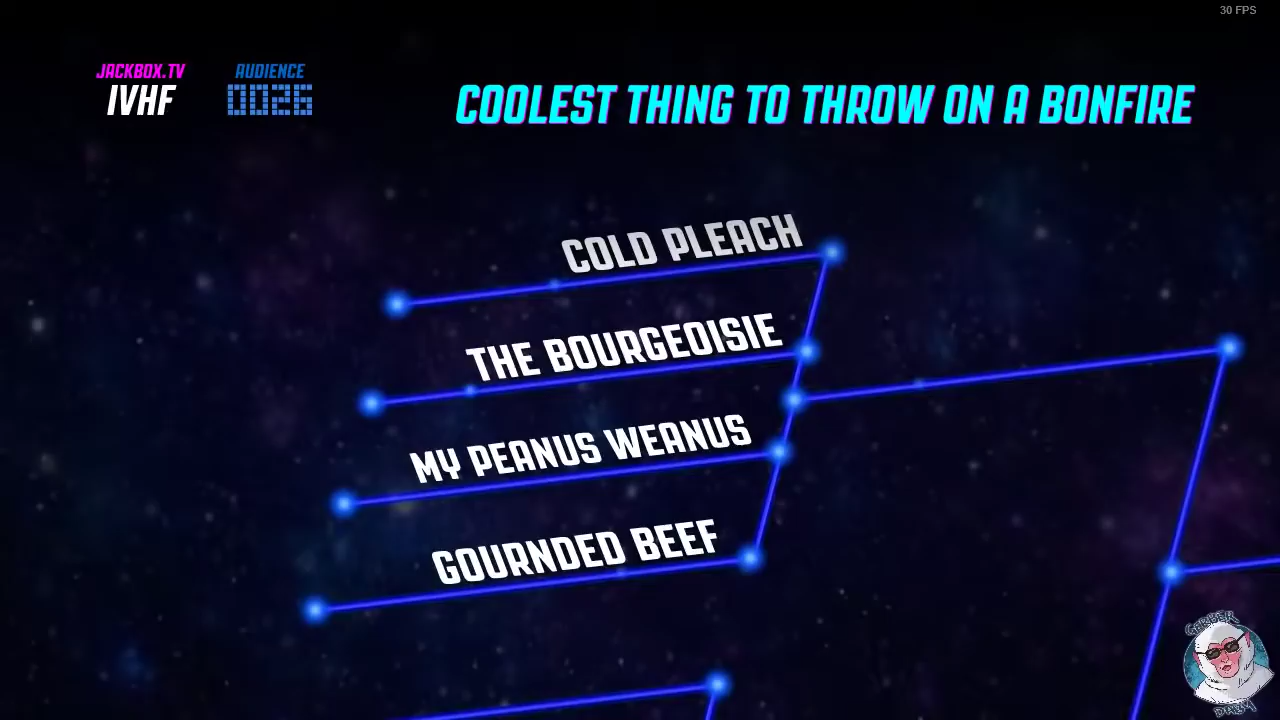 30 FPS
JACKBOX.TV
IVHF
AUDIENCE
0026
COOLEST THING TO THROW ON A BONFIRE
COLD PLEACH
THE BOURGEOISIE
MY PEANUS WEANUS
GOURNDED BEEF
GERBER